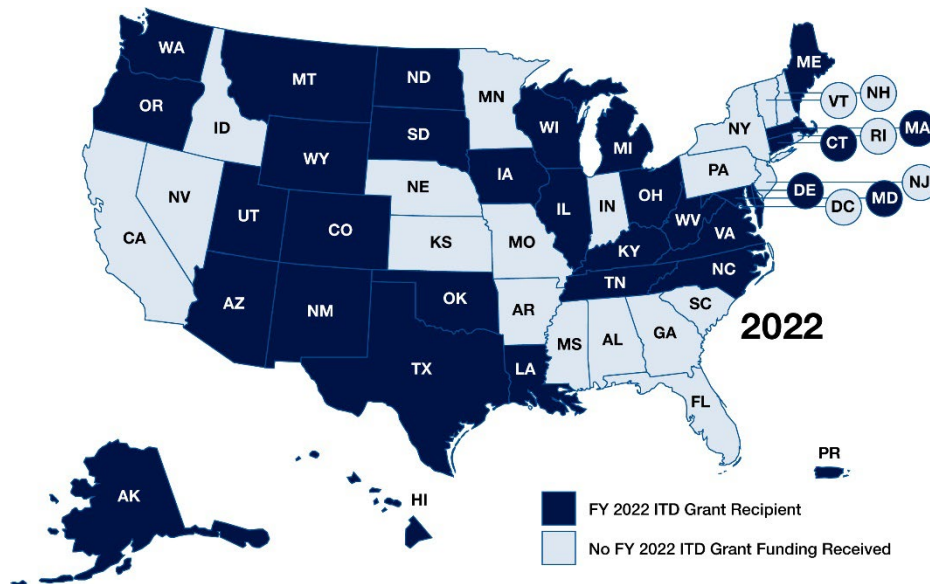 WA
MT
ND
MN
ME
OR
ID
SD
WI
MI
NY
VT
NH
CT
RI
MA
WY
IA
PA
NE
NV
UT
CO
IL
IN
OH
WV
VA
DE
NJ
DC
MD
CA
KS
MO
KY
TN
NC
AZ
NM
OK
AR
SC
MS
AL
GA
2022
TX
LA
FL
PR
AK
HI
FY 2022 ITD Grant Recipient
No FY 2022 ITD Grant Funding Received